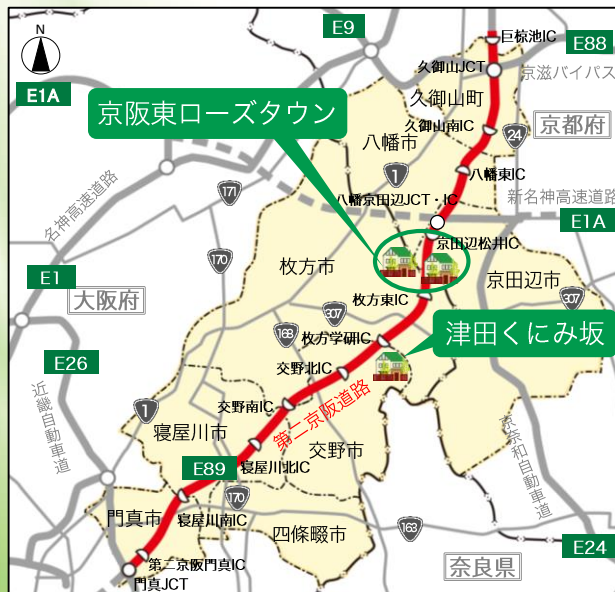 N
E9
巨椋池IC
E88
久御山JCT
京滋バイパス
E1A
久御山町
京阪東ローズタウン
久御山南IC
24
京都府
八幡市
1
八幡東IC
171
八幡京田辺JCT・IC
新名神高速道路
名神高速道路
E1A
京田辺松井IC
170
枚方市
京田辺市
E1
大阪府
枚方東IC
307
307
168
枚方学研IC
津田くにみ坂
E26
交野北IC
第二京阪道路
近畿自動車道
1
交野南IC
寝屋川市
交野市
京奈和自動車道
E89
寝屋川北IC
170
門真市
寝屋川南IC
四條畷市
163
第二京阪門真IC
E24
奈良県
門真JCT